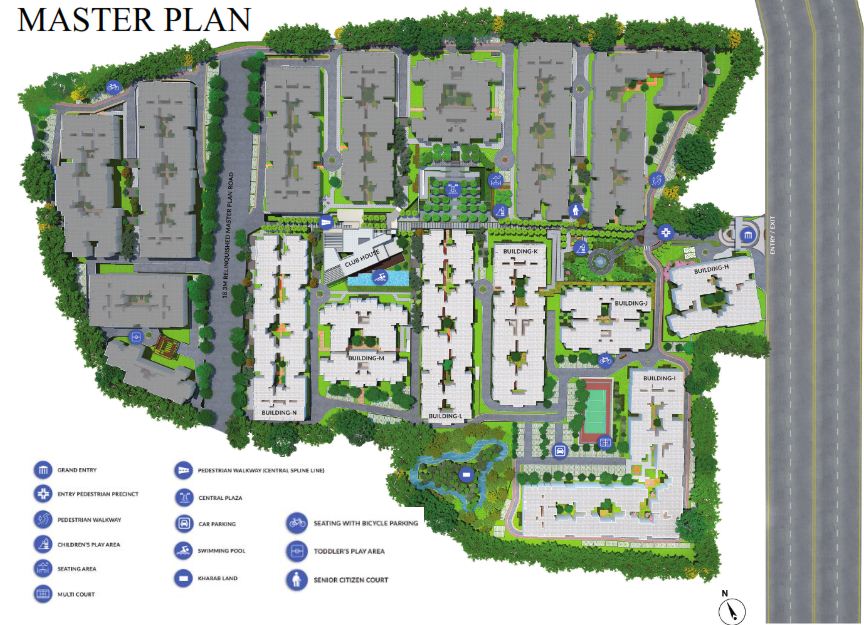 MASTER PLAN
18.3M RELINQUISHED MASTER PLAN ROAD
ENTRY / EXIT
CLUB HOUSE
BUILDING-K
BUILDING-H
BUILDING-J
BUILDING-M
BUILDING-I
BUILDING-N
BUILDING-L
GRAND ENTRY
ENTRY PEDESTRIAN PRECINCT
PEDESTRIAN WALKWAY
CHILDREN'S PLAY AREA
SEATING AREA
MULTI COURT
PEDESTRIAN WALKWAY (CENTRAL SPLINE LINE)
CENTRAL PLAZA
CAR PARKING
SWIMMING POOL
KHARAB LAND
SEATING WITH BICYCLE PARKING
TODDLER'S PLAY AREA
SENIOR CITIZEN COURT
N